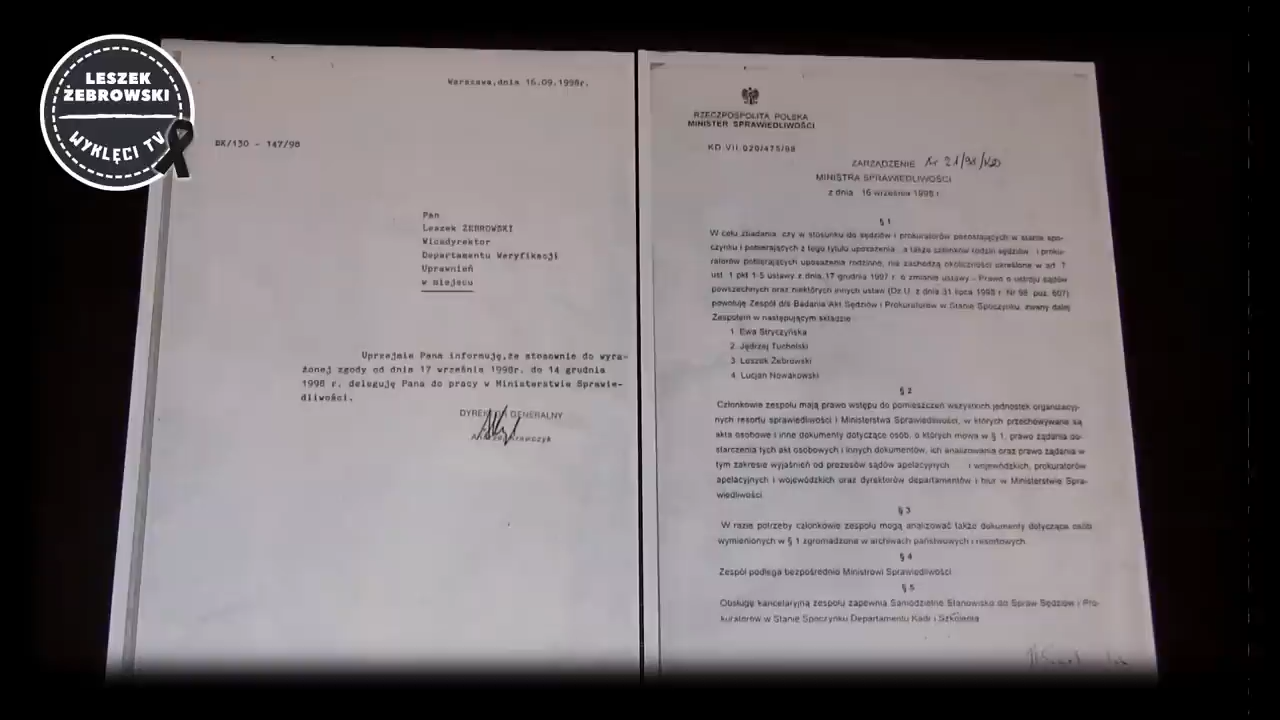 LESZEK
ŻEBROWSKI
WYKLĘCI TV
Warszawa,dnia 16.09.1998r.
BK/130 - 147/98
Pan
Leszek ŻEBROWSKI
Wicedyrektor
Departamentu Weryfikacji
Uprawnień
w miejscu
Uprzejmie Pana informuję,że stosownie do wyra-
żonej zgody od dnia 17 września 1998r. do 14 grudnia
1998 r. deleguję Pana do pracy w Ministerstwie Sprawie-
dliwości.
DYREKTOR GENERALNY
Krawczyk
RZECZPOSPOLITA POLSKA
MINISTER SPRAWIEDLIWOŚCI
KD.VII.020/475/98
ZARZĄDZENIE Nr 21/98/
MINISTRA SPRAWIEDLIWOŚCI
z dnia 16 września 1998 r.
§ 1
W celu zbadania, czy w stosunku do sędziów i prokuratorów pozostających w stanie spo-
czynku i pobierających z tego tytułu uposażenia, a także członków rodzin sędziów i proku-
ratorów pobierających uposażenia rodzinne, nie zachodzą okoliczności określone w art. 7
ust. 1 pkt 1-5 ustawy z dnia 17 grudnia 1997 r. o zmianie ustawy - Prawo o ustroju sądów
powszechnych oraz niektórych innych ustaw (Dz.U. z dnia 31 lipca 1998 r. Nr 98 poz. 607)
powołuję Zespół d/s Badania Akt Sędziów i Prokuratorów w Stanie Spoczynku, zwany dalej
Zespołem w następującym składzie
1. Ewa Stryczyńska
2. Jędrzej Tucholski
3. Leszek Żebrowski
4. Lucjan Nowakowski
§ 2
Członkowie zespołu mają prawo wstępu do pomieszczeń wszystkich jednostek organizacyj-
nych resortu sprawiedliwości i Ministerstwa Sprawiedliwości, w których przechowywane są
akta osobowe i inne dokumenty dotyczące osób, o których mowa w § 1, prawo żądania do-
starczenia tych akt osobowych i innych dokumentów, ich analizowania oraz prawo żądania w
tym zakresie wyjaśnień od prezesów sądów apelacyjnych i wojewódzkich, prokuratorów
apelacyjnych i wojewódzkich oraz dyrektorów departamentów i biur w Ministerstwie Spra-
wiedliwości.
§ 3
W razie potrzeby członkowie zespołu mogą analizować także dokumenty dotyczące osób
wymienionych w § 1 zgromadzone w archiwach państwowych i resortowych.
§ 4
Zespół podlega bezpośrednio Ministrowi Sprawiedliwości.
§ 5
Obsługę kancelaryjną zespołu zapewnia Samodzielne Stanowisko do Spraw Sędziów i Pro-
kuratorów w Stanie Spoczynku Departamentu Kadr i Szkolenia